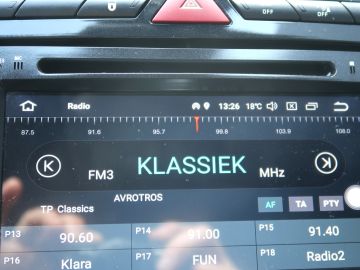 OFF
Radio
13:26 18°C
87.5 91.6 95.7 99.8 103.9 108.0
FM3 KLASSIEK MHz
AVROTROS
TP Classics AF TA PTY
P13 90.60 P14 91.00 P15 91.40
P16 Klara P17 FUN P18 Radio2